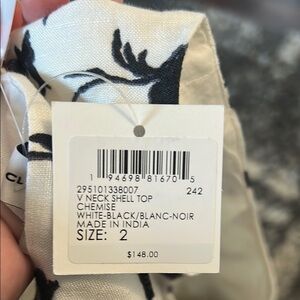 1 94698 81670 5
295101338007 242
V NECK SHELL TOP
CHEMISE
WHITE-BLACK/BLANC-NOIR
MADE IN INDIA
SIZE: 2
$148.00